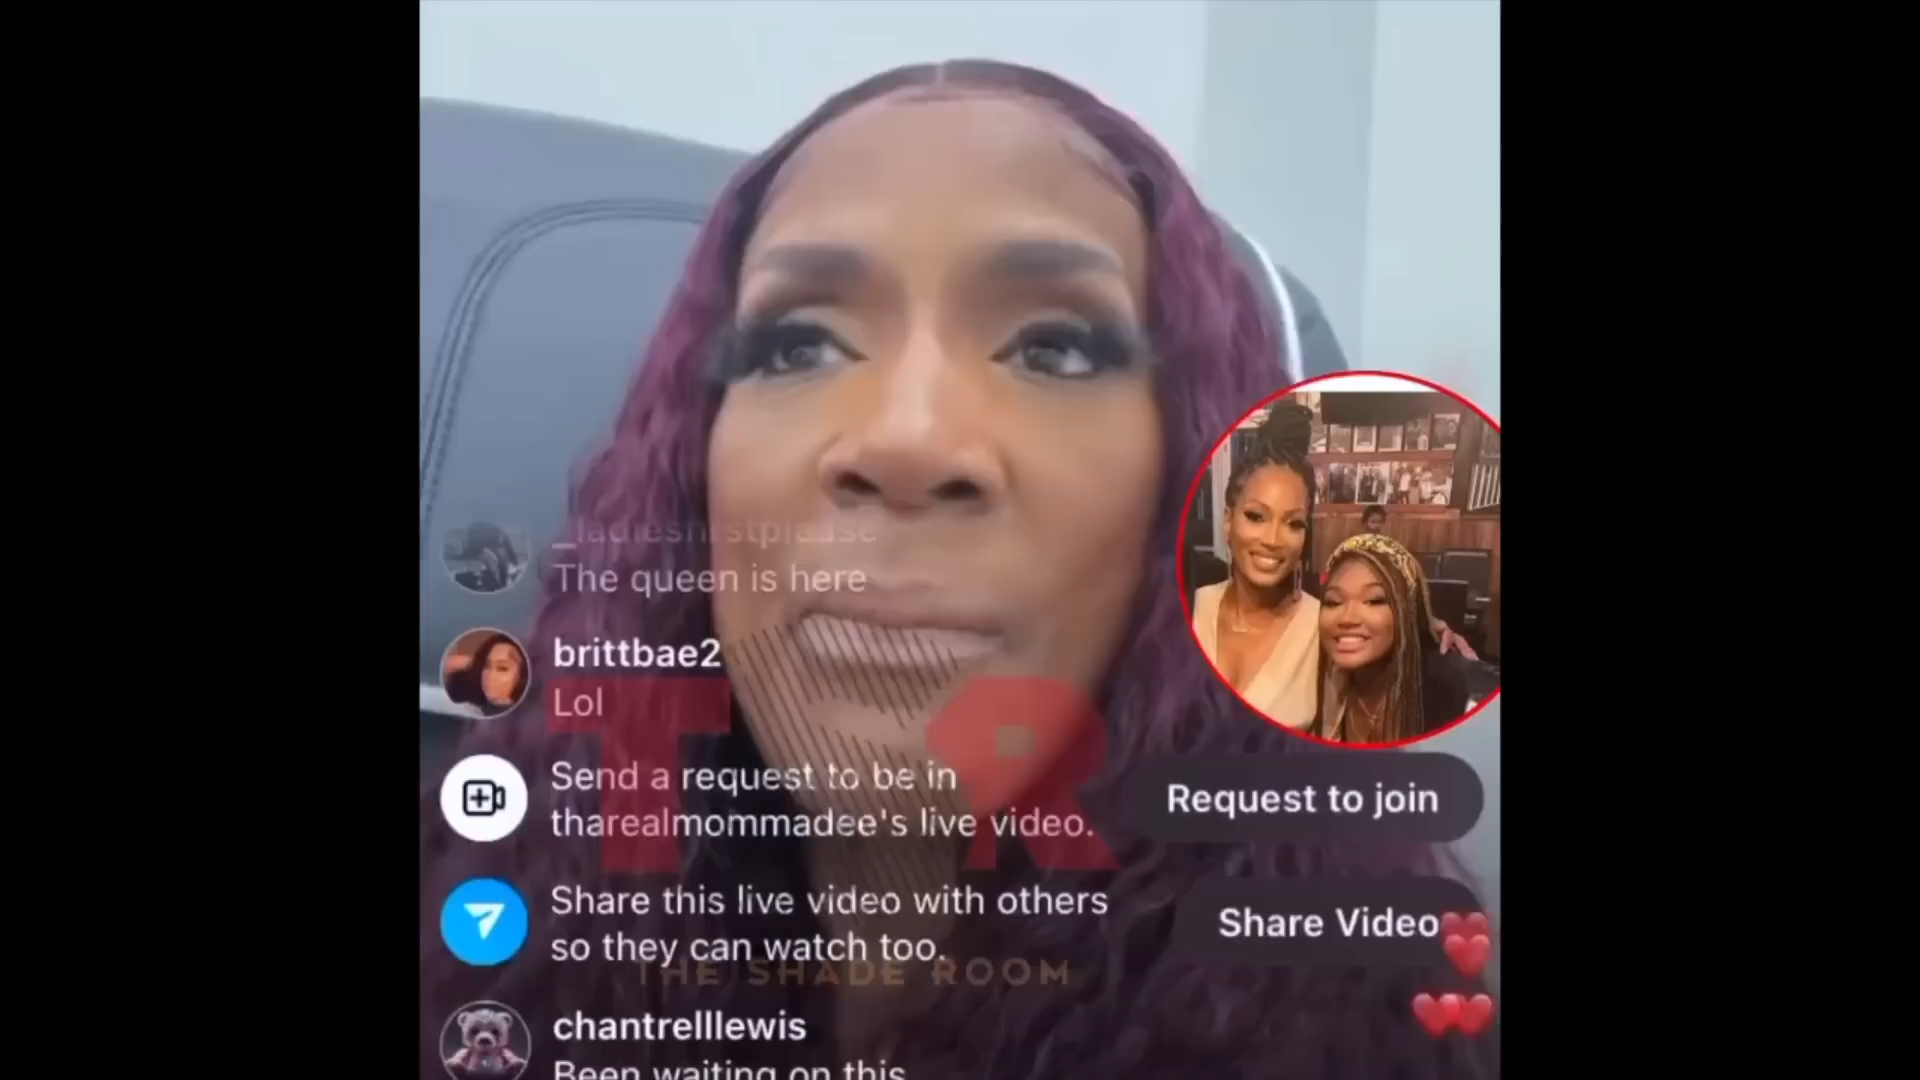 _ladiesfirstplease
The queen is here
brittbae2
Lol
Send a request to be in
tharealmommadee's live video.
Request to join
Share this live video with others
so they can watch too.
Share Video
T R
THE SHADE ROOM
chantrelllewis
Been waiting on this